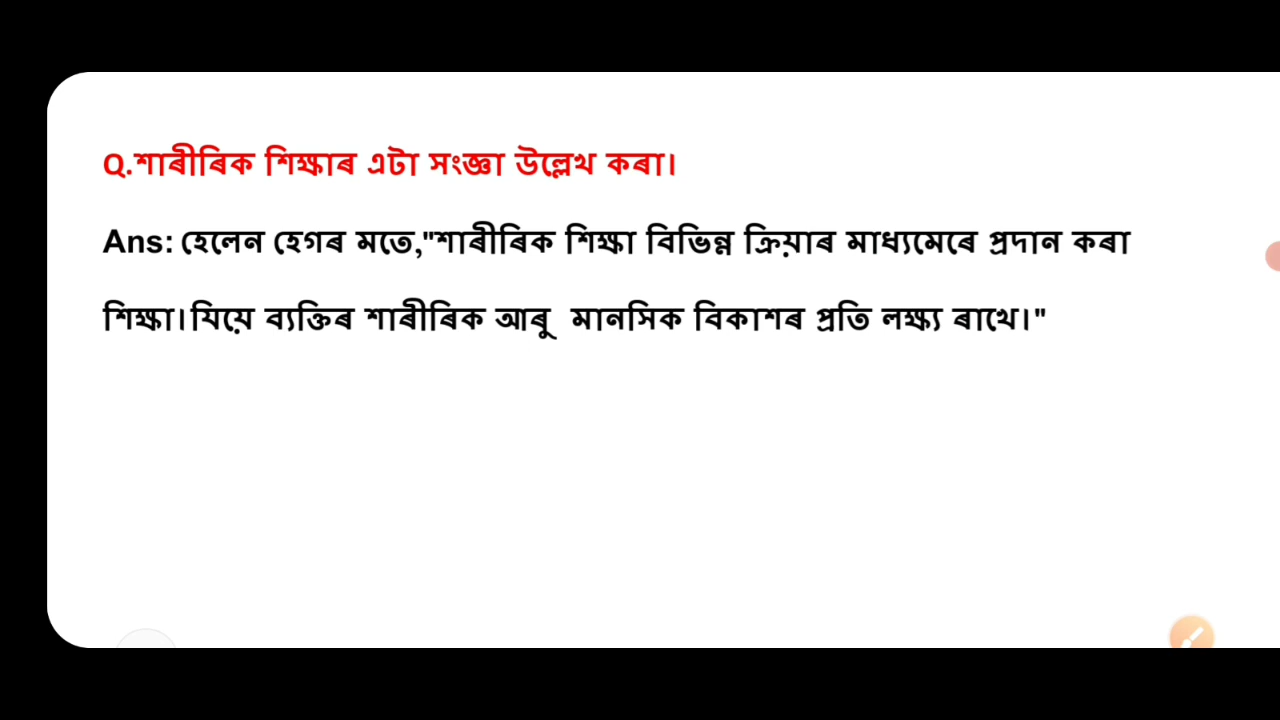 Q.শাৰীৰিক শিক্ষাৰ এটা সংজ্ঞা উল্লেখ কৰা।
Ans: হেলেন হেগৰ মতে,"শাৰীৰিক শিক্ষা বিভিন্ন ক্ৰিয়াৰ মাধ্যমেৰে প্ৰদান কৰা
শিক্ষা। যিয়ে ব্যক্তিৰ শাৰীৰিক আৰু মানসিক বিকাশৰ প্ৰতি লক্ষ্য ৰাখে।"